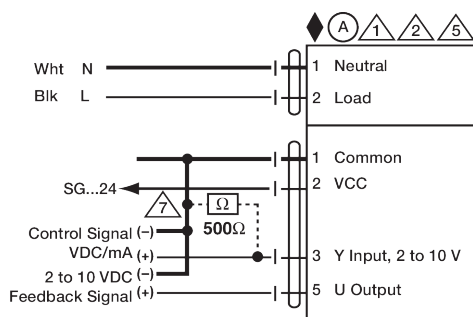 A 1 2 5
Wht N 1 Neutral
Blk L 2 Load
1 Common
SG...24 2 VCC
7 Ω
500Ω
Control Signal (-)
VDC/mA (+) 3 Y Input, 2 to 10 V
2 to 10 VDC (-)
Feedback Signal (+) 5 U Output